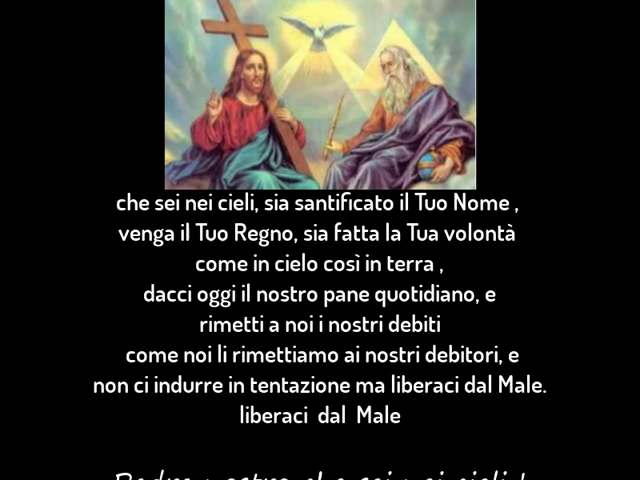 che sei nei cieli, sia santificato il Tuo Nome ,
venga il Tuo Regno, sia fatta la Tua volontà
come in cielo così in terra ,
dacci oggi il nostro pane quotidiano, e
rimetti a noi i nostri debiti
come noi li rimettiamo ai nostri debitori, e
non ci indurre in tentazione ma liberaci dal Male.
liberaci dal Male